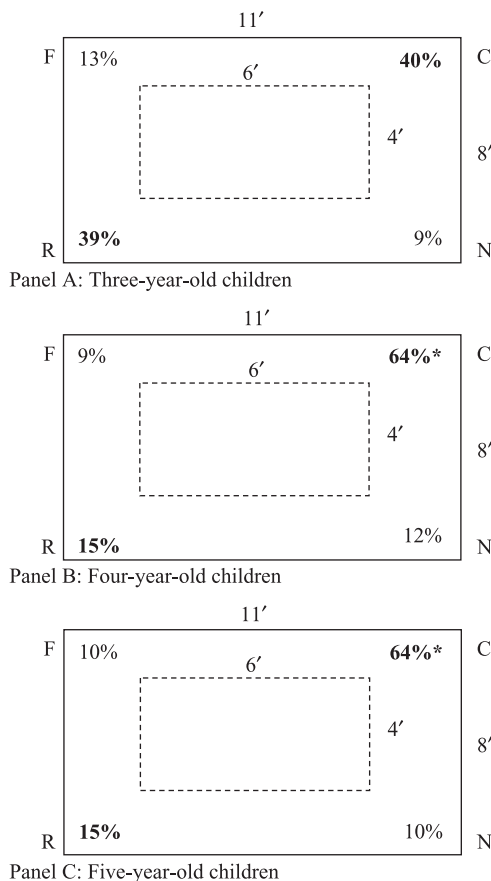 11′
F 13% 40% C
6′
4′ 8′
R 39% 9% N
Panel A: Three-year-old children
11′
F 9% 64%* C
6′
4′ 8′
R 15% 12% N
Panel B: Four-year-old children
11′
F 10% 64%* C
6′
4′ 8′
R 15% 10% N
Panel C: Five-year-old children